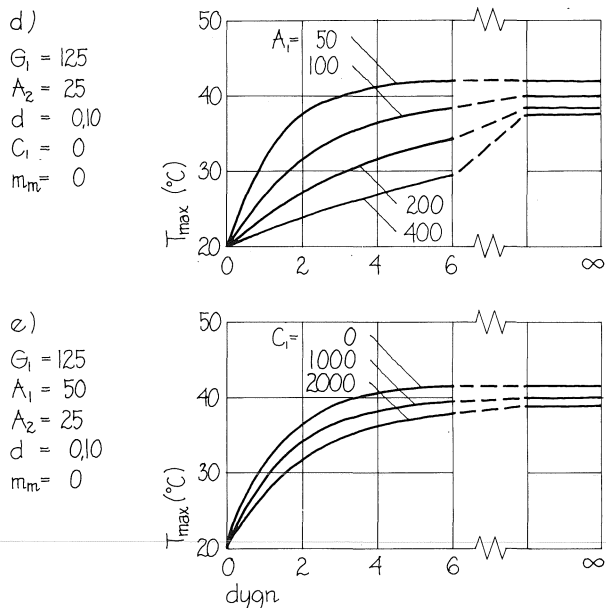 d)
G₁ = 125
A₂ = 25
d = 0,10
C₁ = 0
mₘ = 0
Tmax (°C)
50
40
30
20
A₁ = 50
100
200
400
0 2 4 6 ∞
e)
G₁ = 125
A₁ = 50
A₂ = 25
d = 0,10
mₘ = 0
Tmax (°C)
50
40
30
20
C₁ = 0
1000
2000
0 2 4 6 ∞
dygn